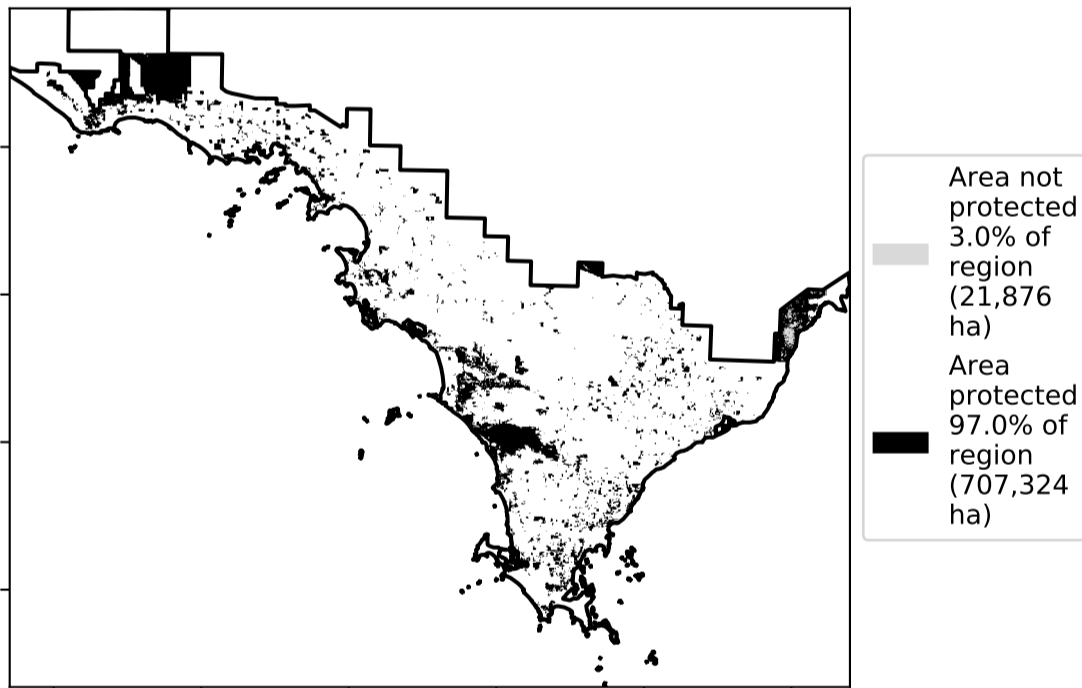 Area not
protected
3.0% of
region
(21,876
ha)
Area
protected
97.0% of
region
(707,324
ha)